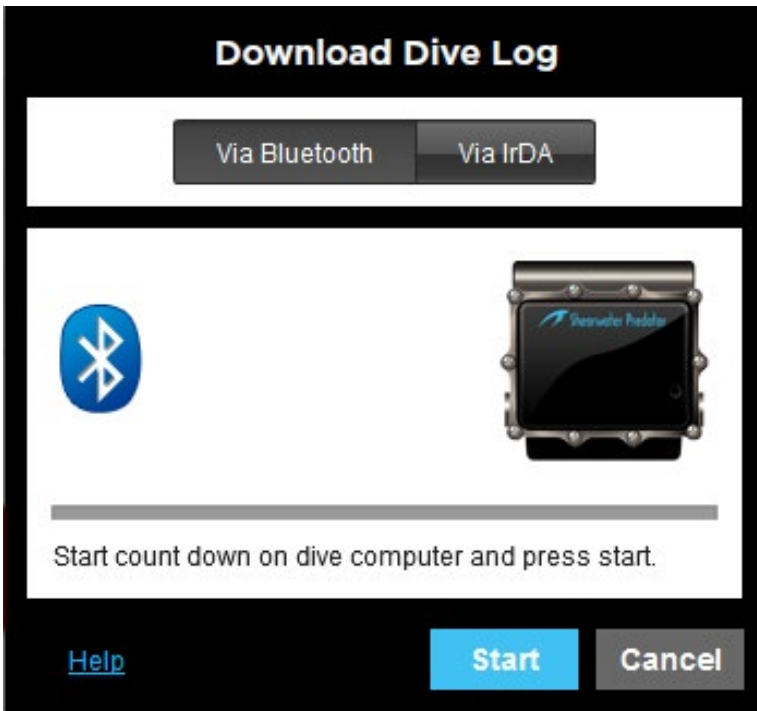 Download Dive Log
Via Bluetooth Via IrDA
Shearwater Predator
Start count down on dive computer and press start.
Help Start Cancel